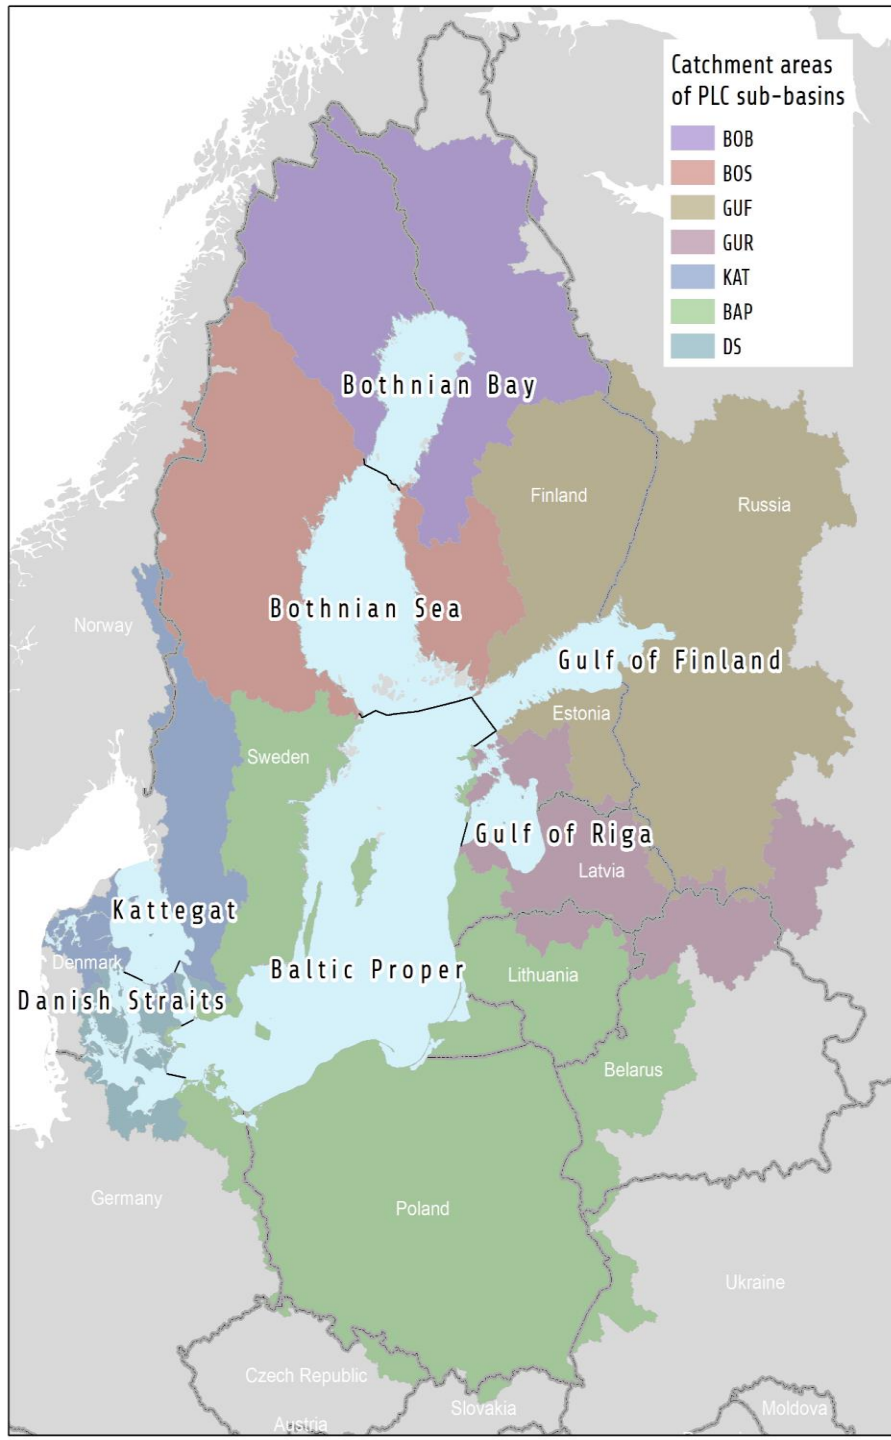 Catchment areas
of PLC sub-basins
BOB
BOS
GUF
GUR
KAT
BAP
DS
Bothnian Bay
Finland
Russia
Bothnian Sea
Norway
Gulf of Finland
Estonia
Sweden
Gulf of Riga
Latvia
Kattegat
Denmark
Baltic Proper
Lithuania
Danish Straits
Belarus
Germany
Poland
Ukraine
Czech Republic
Slovakia
Moldova
Austria